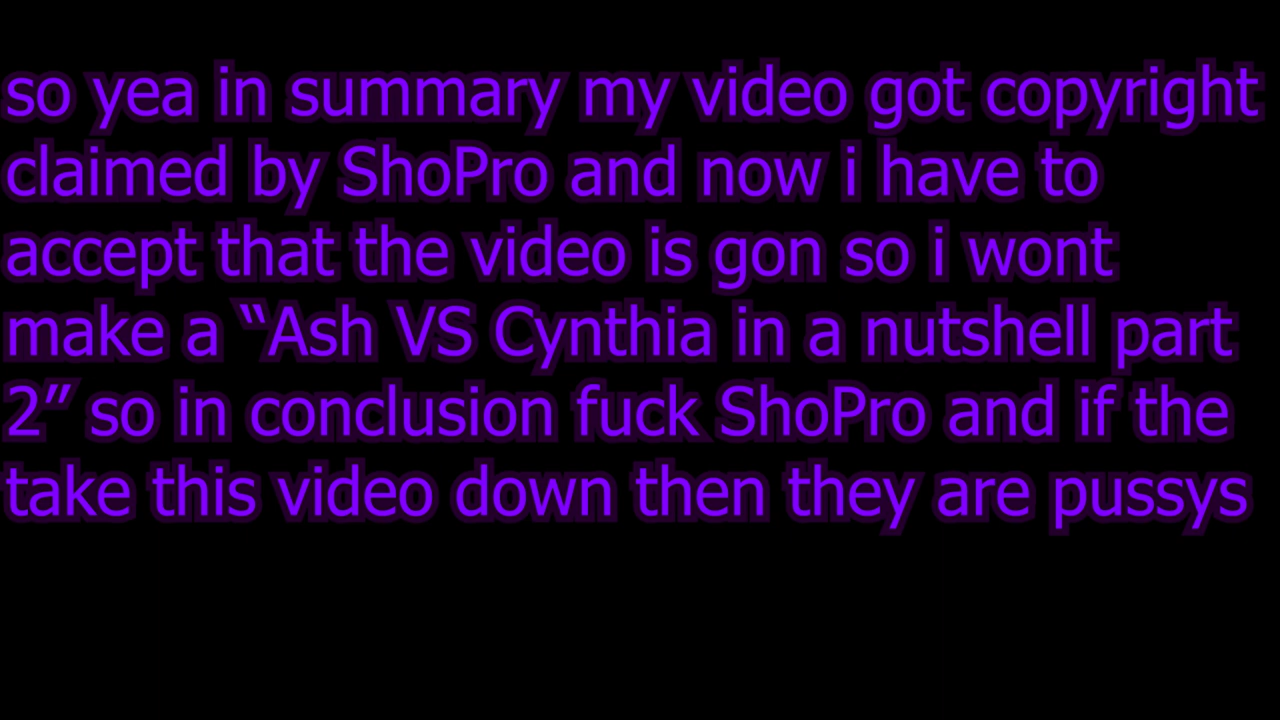 so yea in summary my video got copyright
claimed by ShoPro and now i have to
accept that the video is gon so i wont
make a “Ash VS Cynthia in a nutshell part
2” so in conclusion fuck ShoPro and if the
take this video down then they are pussys